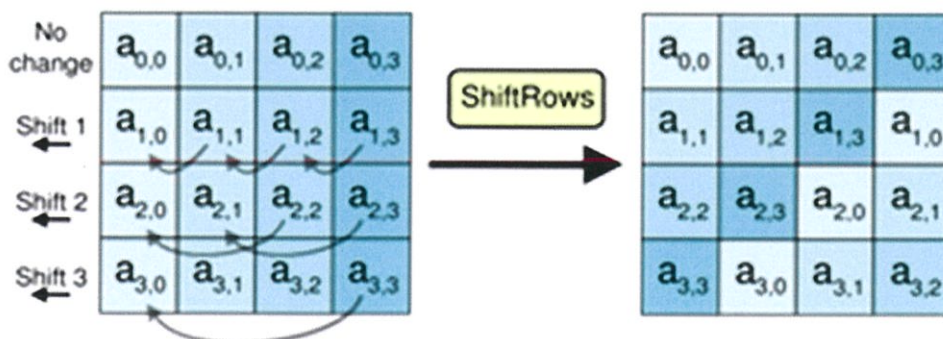 No
change
a0,0 a0,1 a0,2 a0,3
Shift 1
a1,0 a1,1 a1,2 a1,3
Shift 2
a2,0 a2,1 a2,2 a2,3
Shift 3
a3,0 a3,1 a3,2 a3,3
ShiftRows
a0,0 a0,1 a0,2 a0,3
a1,1 a1,2 a1,3 a1,0
a2,2 a2,3 a2,0 a2,1
a3,3 a3,0 a3,1 a3,2